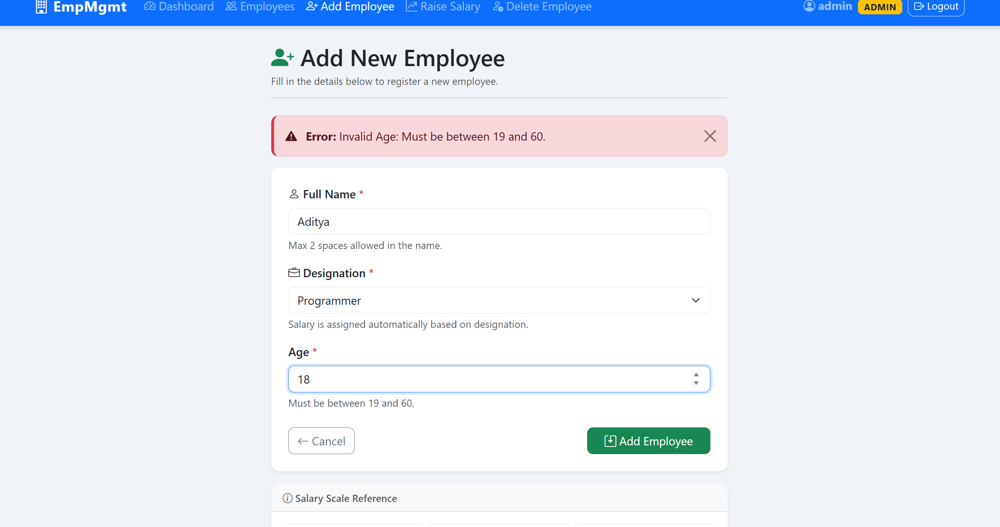 EmpMgmt Dashboard Employees Add Employee Raise Salary Delete Employee admin ADMIN Logout
Add New Employee
Fill in the details below to register a new employee.
Error: Invalid Age: Must be between 19 and 60.
Full Name *
Aditya
Max 2 spaces allowed in the name.
Designation *
Programmer
Salary is assigned automatically based on designation.
Age *
18
Must be between 19 and 60.
Cancel Add Employee
Salary Scale Reference